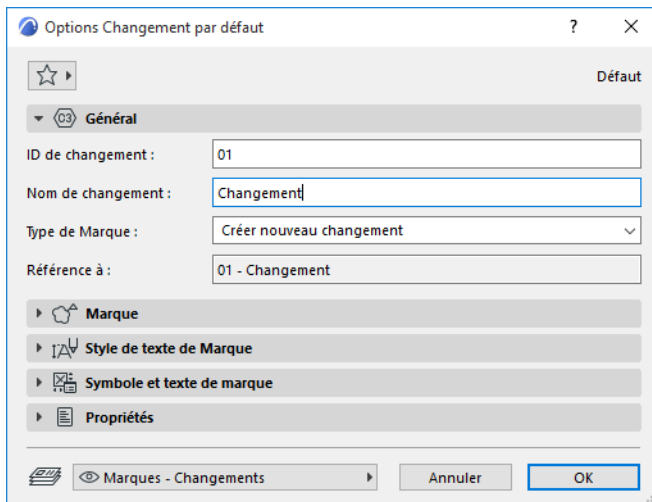 Options Changement par défaut
Défaut
C3 Général
ID de changement : 01
Nom de changement : Changement
Type de Marque : Créer nouveau changement
Référence à : 01 - Changement
Marque
Style de texte de Marque
Symbole et texte de marque
Propriétés
Marques - Changements Annuler OK